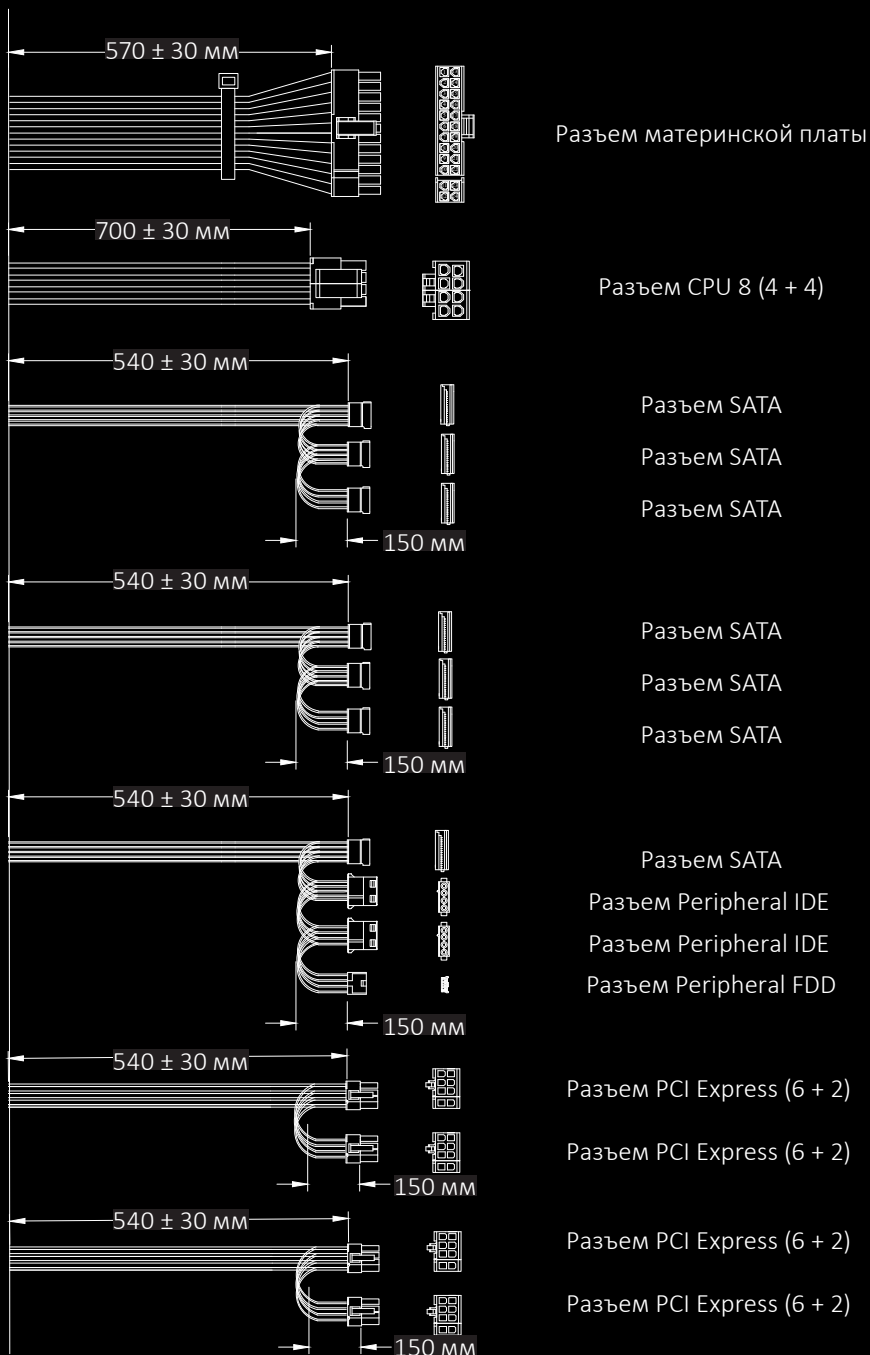 570 ± 30 мм
Разъем материнской платы
700 ± 30 мм
Разъем CPU 8 (4 + 4)
540 ± 30 мм
Разъем SATA
Разъем SATA
Разъем SATA
150 мм
540 ± 30 мм
Разъем SATA
Разъем SATA
Разъем SATA
150 мм
540 ± 30 мм
Разъем SATA
Разъем Peripheral IDE
Разъем Peripheral IDE
Разъем Peripheral FDD
150 мм
540 ± 30 мм
Разъем PCI Express (6 + 2)
Разъем PCI Express (6 + 2)
150 мм
540 ± 30 мм
Разъем PCI Express (6 + 2)
Разъем PCI Express (6 + 2)
150 мм